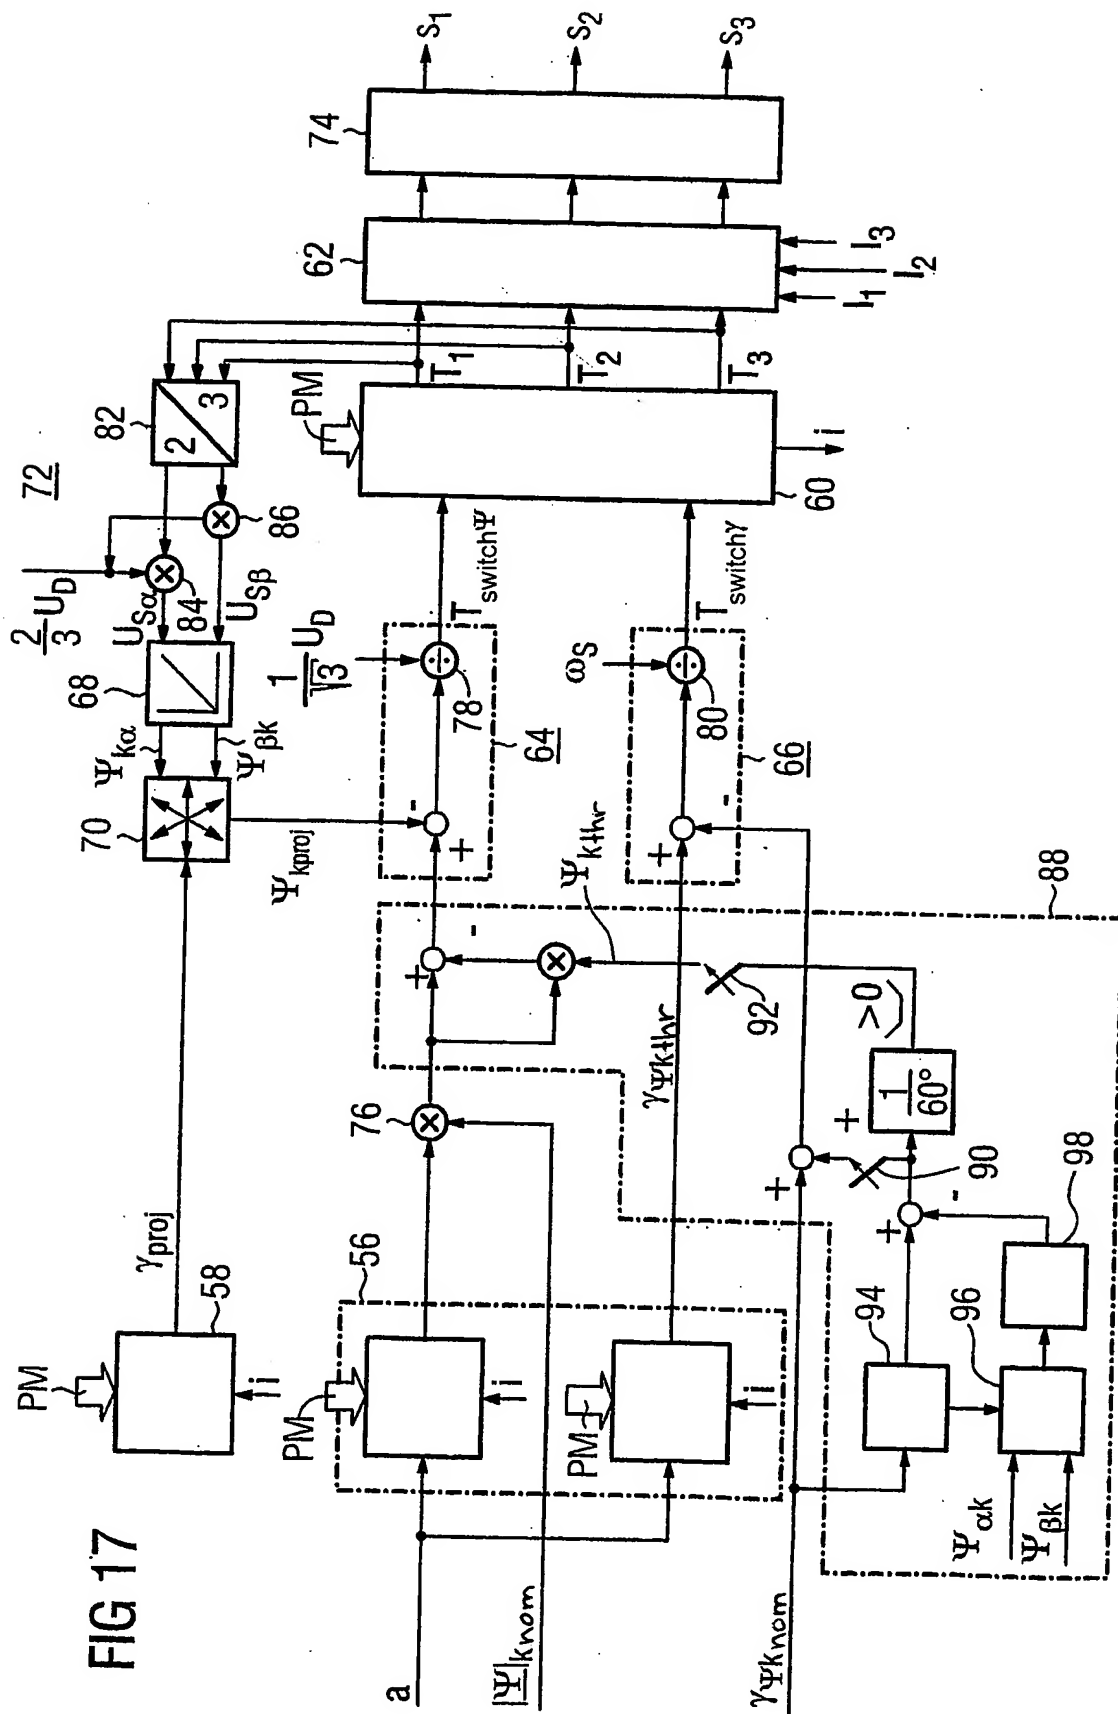 FIG 17
a
|Ψ|knom
γΨknom
PM
58
i
γproj
70
Ψkα
Ψβk
68
USα
USβ
84
86
2/3 UD
72
82
2
3
Ψkproj
56
PM
i
PM
i
76
+
-
+
-
1/√3 UD
78
64
TswitchΨ
γΨkthr
Ψkthr
92
+
-
ωS
80
66
Tswitchγ
PM
60
i
T1
T2
T3
62
I1
I2
I3
74
S1
S2
S3
88
+
+
90
>0
1/60°
+
-
94
96
98
Ψαk
Ψβk